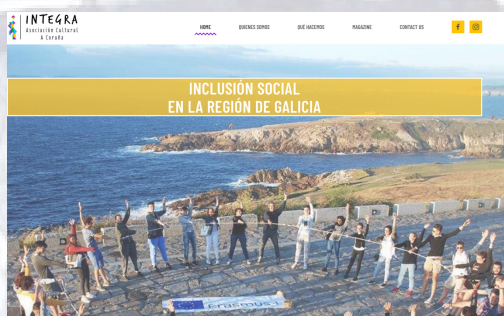 INTEGRA
Asociación Cultural
A Coruña
HOME QUIENES SOMOS QUÉ HACEMOS MAGAZINE CONTACT US
INCLUSIÓN SOCIAL
EN LA REGIÓN DE GALICIA
Erasmus+